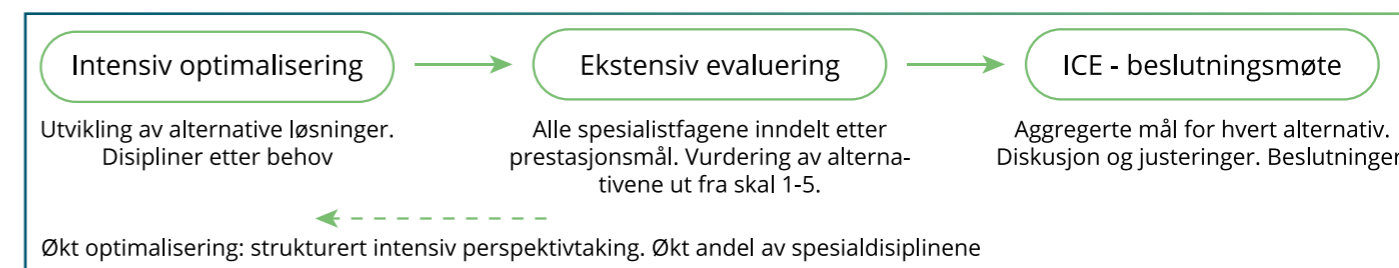 Intensiv optimalisering
Ekstensiv evaluering
ICE - beslutningsmøte
Utvikling av alternative løsninger.
Disipliner etter behov
Alle spesialistfagene inndelt etter
prestasjonsmål. Vurdering av alterna-
tivene ut fra skal 1-5.
Aggregerte mål for hvert alternativ.
Diskusjon og justeringer. Beslutninger
Økt optimalisering: strukturert intensiv perspektivtaking. Økt andel av spesialdisiplinene